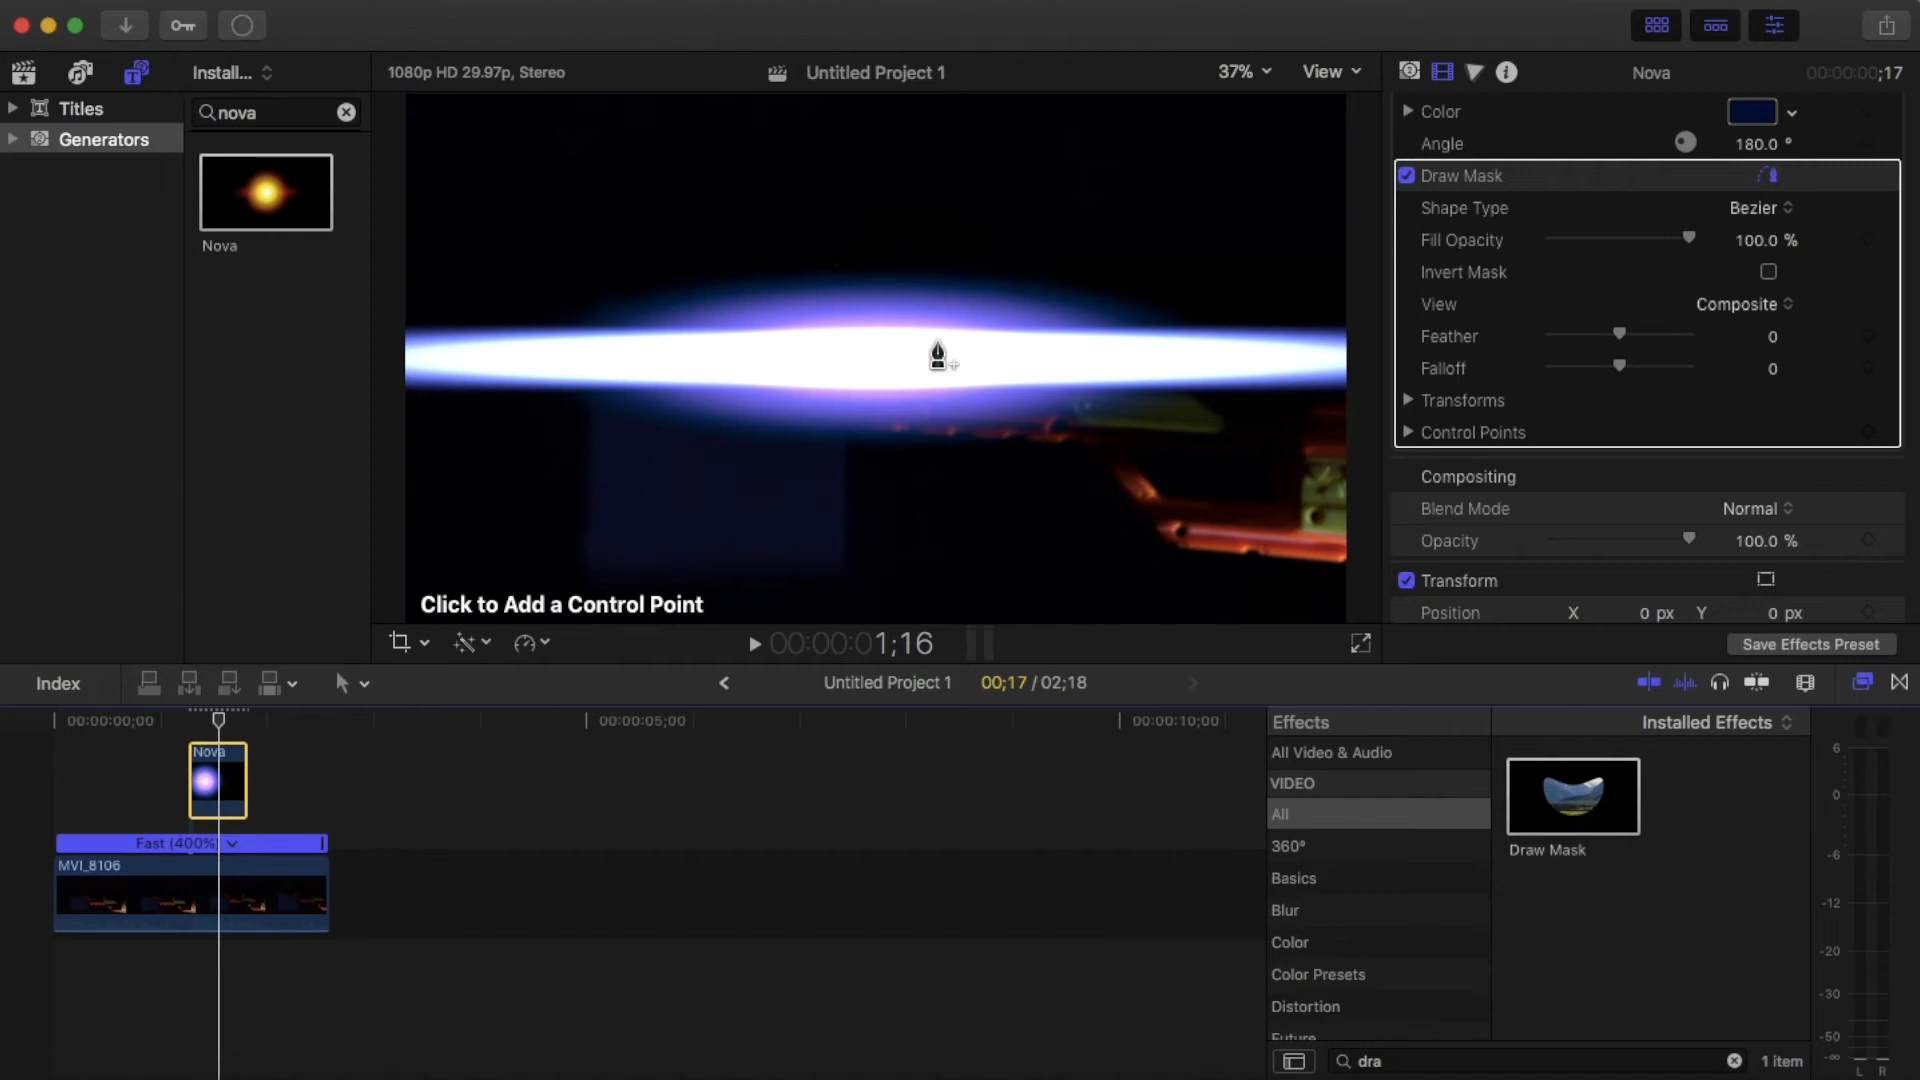 Install...
1080p HD 29.97p, Stereo
Untitled Project 1
37%
View
Nova
00:00:00;17
Titles
nova
Generators
Nova
Color
Angle
180.0 °
Draw Mask
Shape Type
Bezier
Fill Opacity
100.0 %
Invert Mask
View
Composite
Feather
0
Falloff
0
Transforms
Control Points
Compositing
Blend Mode
Normal
Opacity
100.0 %
Transform
Position
X
0 px
Y
0 px
Click to Add a Control Point
00:00:01;16
Save Effects Preset
Index
Untitled Project 1
00;17 / 02;18
00:00:00;00
00:00:05;00
00:00:10;00
Nova
Fast (400%)
MVI_8106
Effects
Installed Effects
All Video & Audio
VIDEO
All
360°
Basics
Blur
Color
Color Presets
Distortion
Future
Draw Mask
dra
1 item
6
0
-6
-12
-20
-30
-50
-∞
L
R